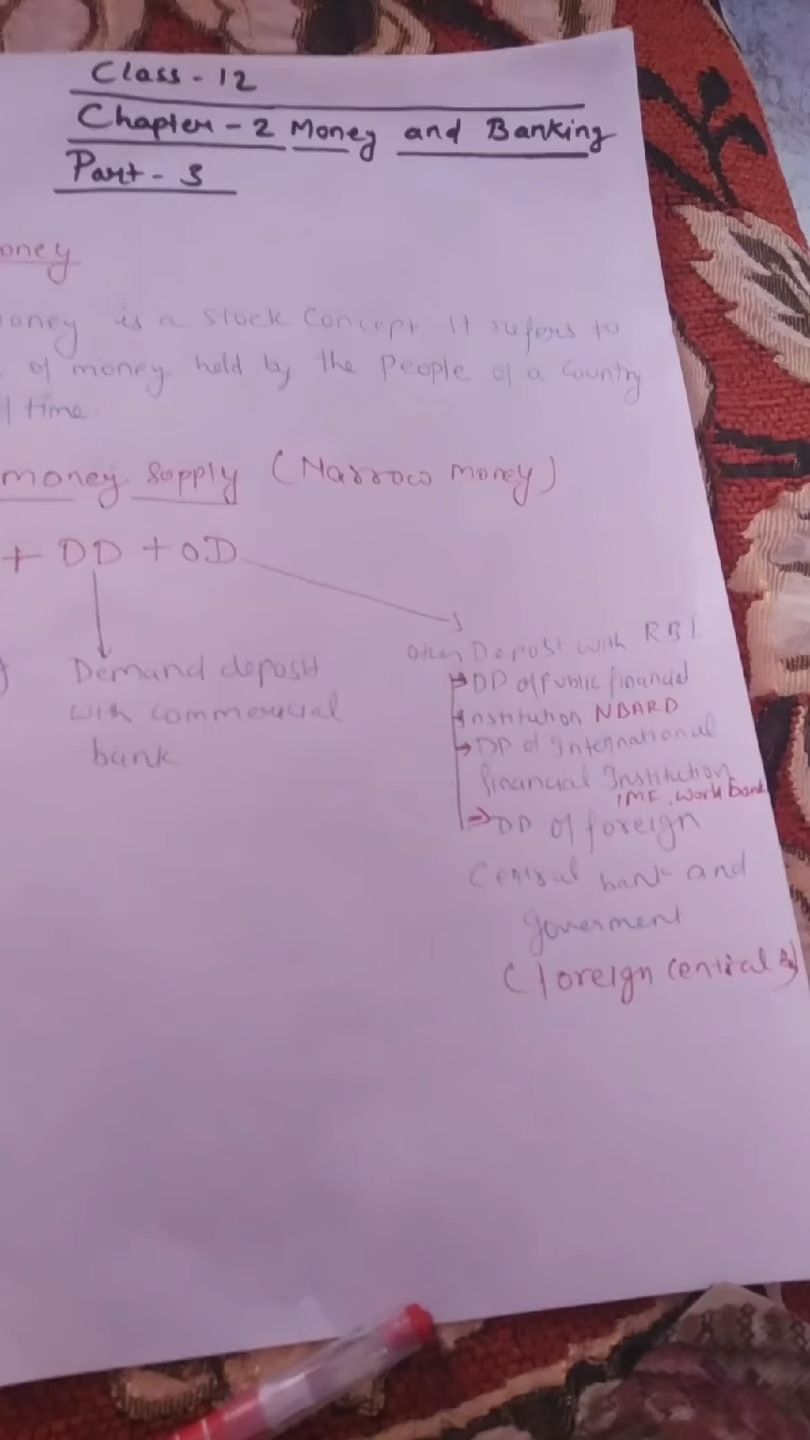 Class - 12
Chapter - 2 Money and Banking
Part - 3
oney
oney is a Stock Concept It refers to
of money held by the People of a Country
f time.
money Supply (Narrow money)
+ DD + OD
Demand deposit
with commercial
bank
Other Depost with RBI
DD of Public financial
Institution NBARD
DD of International
financial Institution
IMF, World bank
DD of foreign
Central bank and
Goverment
(foreign Central B)